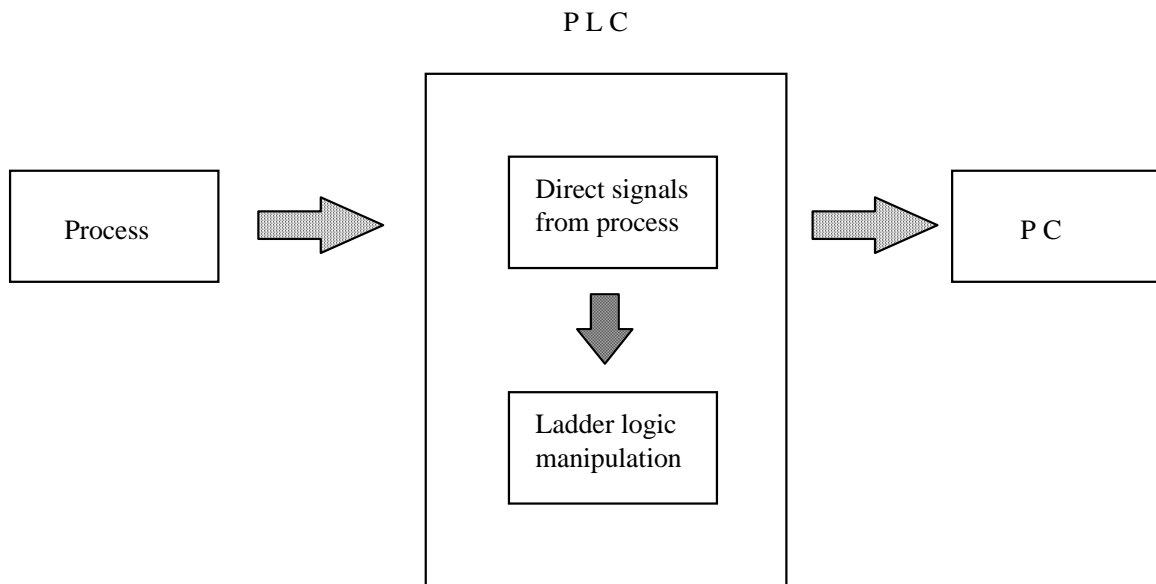 P L C
Process
Direct signals
from process
P C
Ladder logic
manipulation